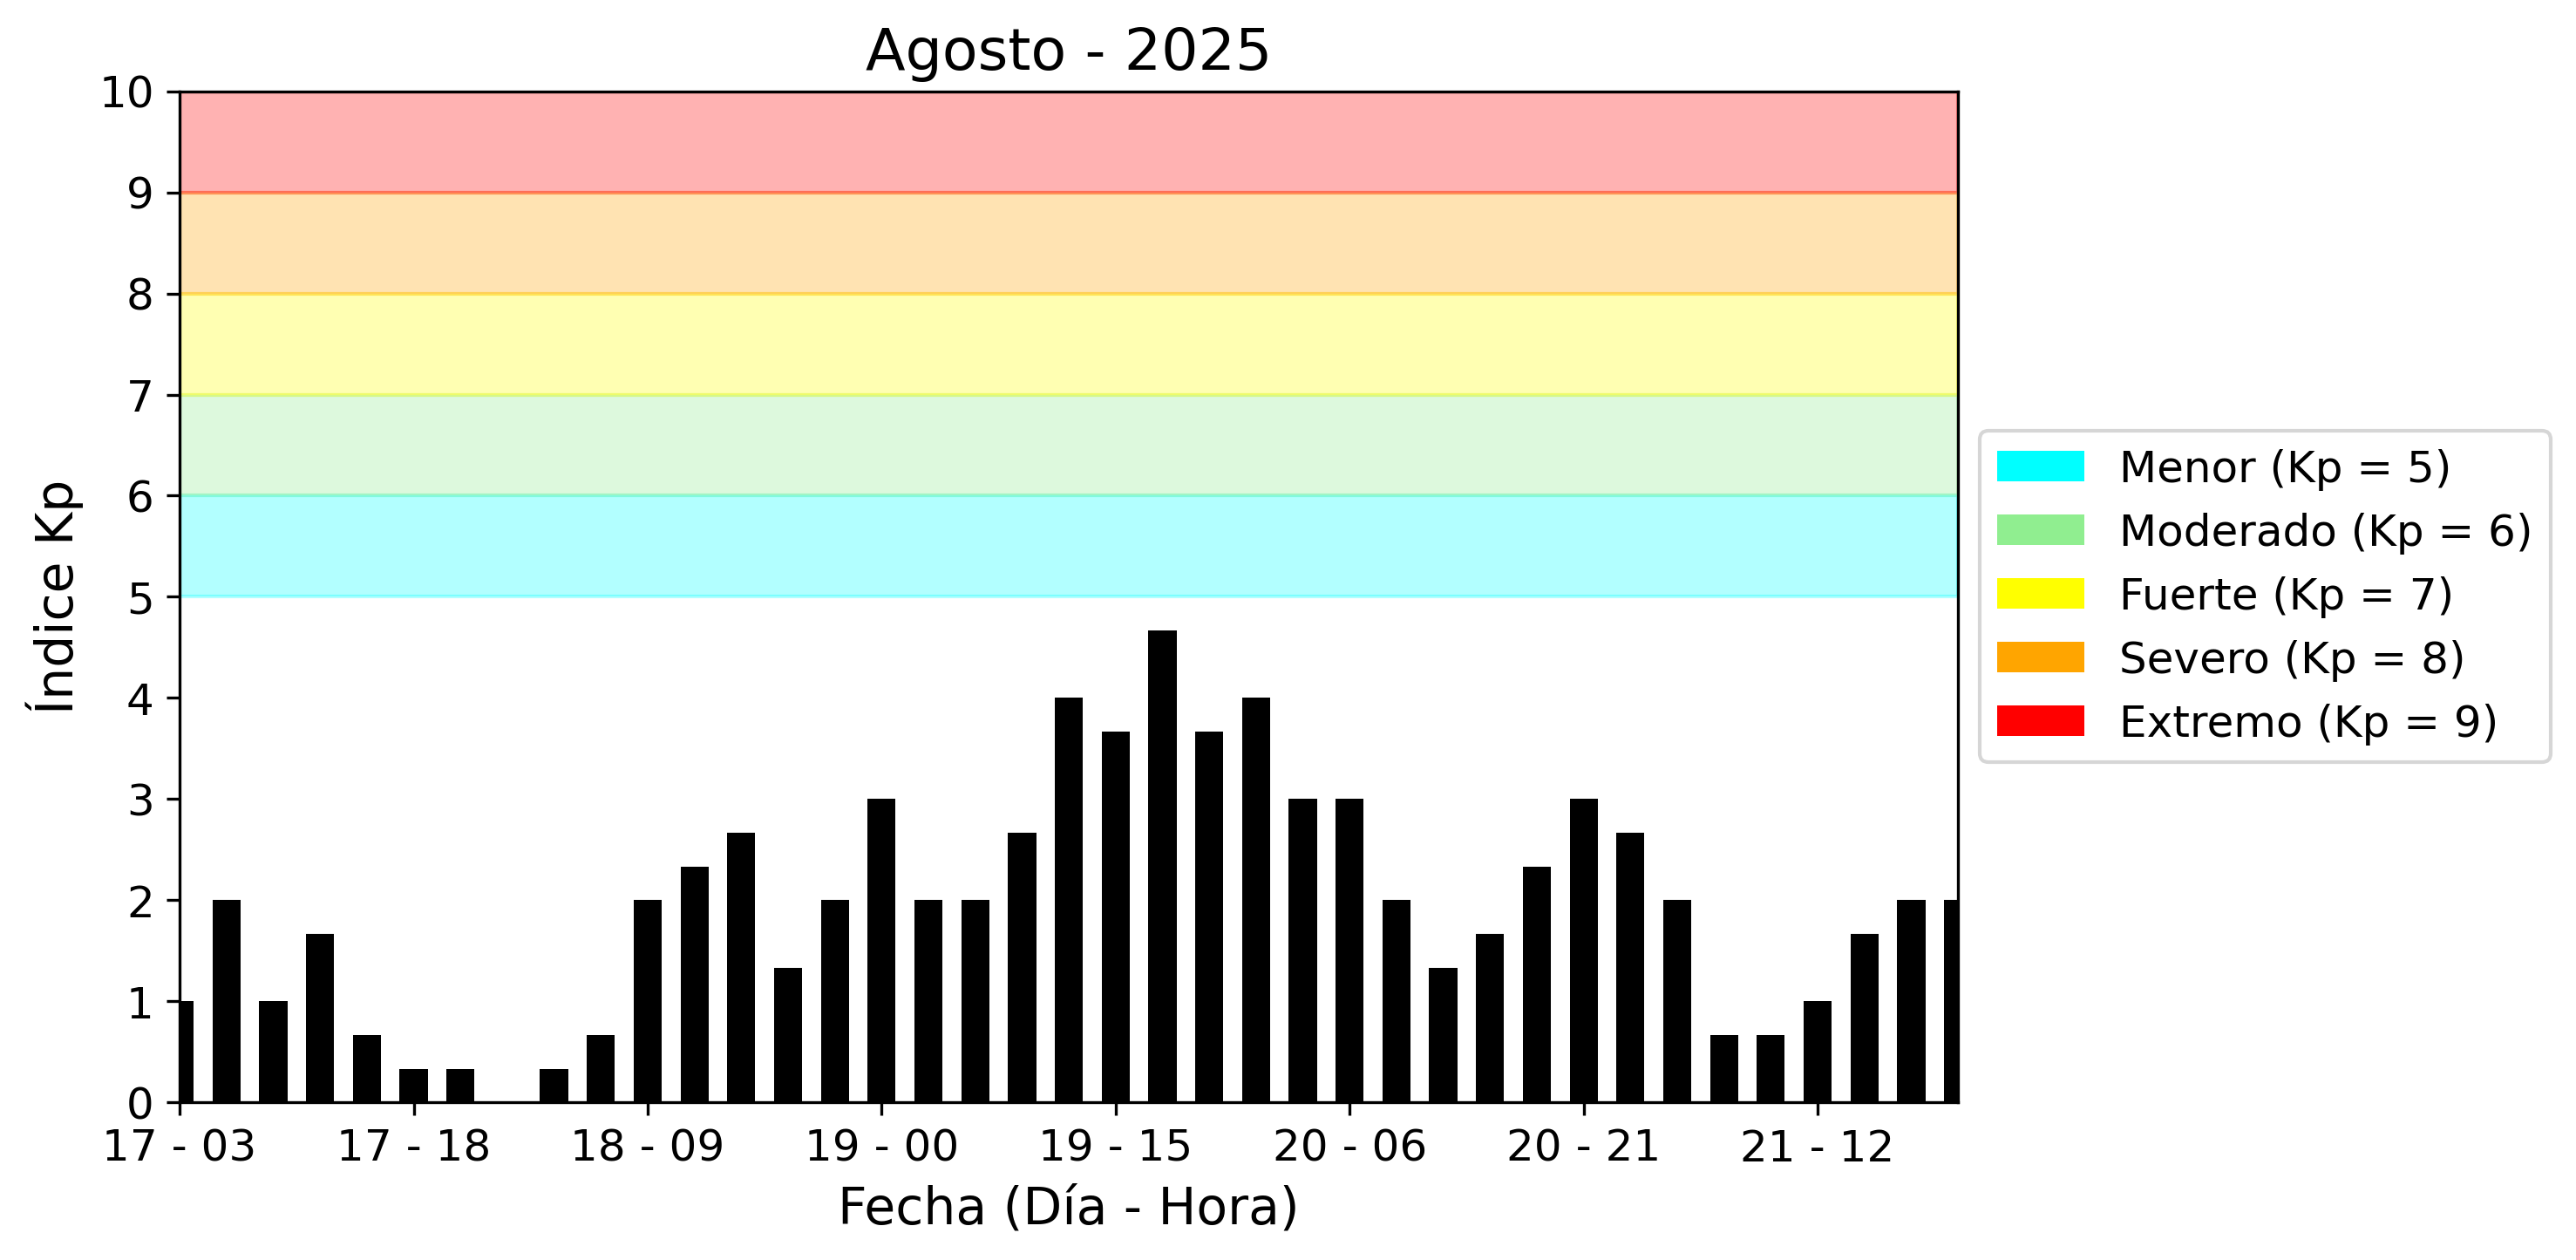 Agosto - 2025
10
9
8
7
6
5
4
3
2
1
0
Índice Kp
17 - 03 17 - 18 18 - 09 19 - 00 19 - 15 20 - 06 20 - 21 21 - 12
Fecha (Día - Hora)
Menor (Kp = 5)
Moderado (Kp = 6)
Fuerte (Kp = 7)
Severo (Kp = 8)
Extremo (Kp = 9)